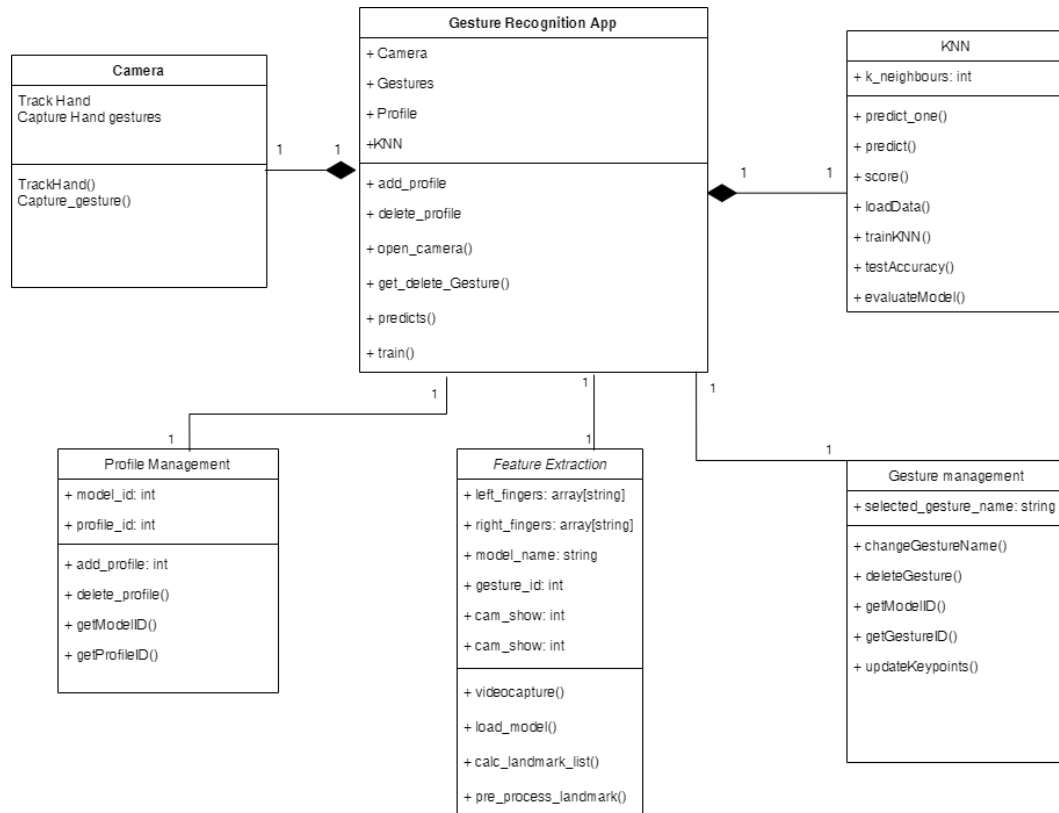 Gesture Recognition App
+ Camera
+ Gestures
+ Profile
+KNN
+ add_profile
+ delete_profile
+ open_camera()
+ get_delete_Gesture()
+ predicts()
+ train()
Camera
Track Hand
Capture Hand gestures
TrackHand()
Capture_gesture()
1
1
KNN
+ k_neighbours: int
+ predict_one()
+ predict()
+ score()
+ loadData()
+ trainKNN()
+ testAccuracy()
+ evaluateModel()
1
1
1
1
1
1
1
1
Profile Management
+ model_id: int
+ profile_id: int
+ add_profile: int
+ delete_profile()
+ getModelID()
+ getProfileID()
Feature Extraction
+ left_fingers: array[string]
+ right_fingers: array[string]
+ model_name: string
+ gesture_id: int
+ cam_show: int
+ cam_show: int
+ videocapture()
+ load_model()
+ calc_landmark_list()
+ pre_process_landmark()
Gesture management
+ selected_gesture_name: string
+ changeGestureName()
+ deleteGesture()
+ getModelID()
+ getGestureID()
+ updateKeypoints()